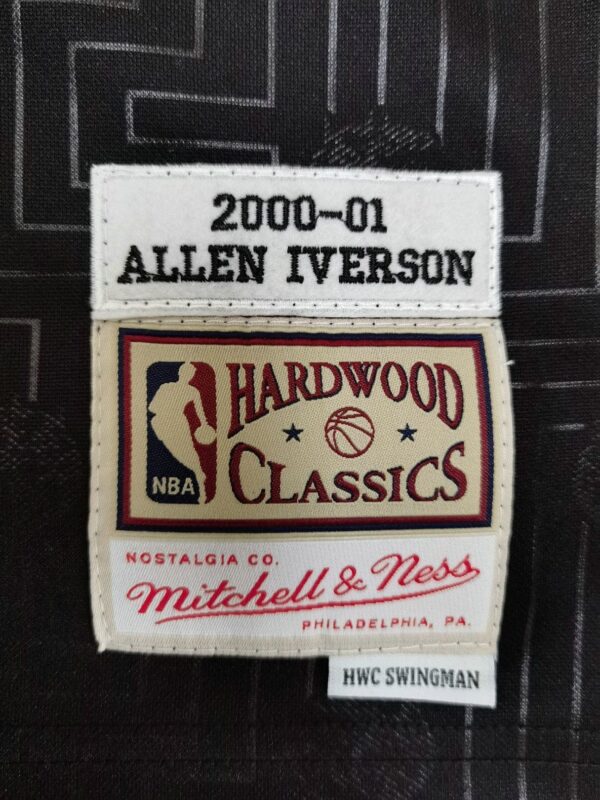 2000-01
ALLEN IVERSON
HARDWOOD
NBA
CLASSICS
NOSTALGIA CO.
Mitchell & Ness
PHILADELPHIA, PA.
HWC SWINGMAN